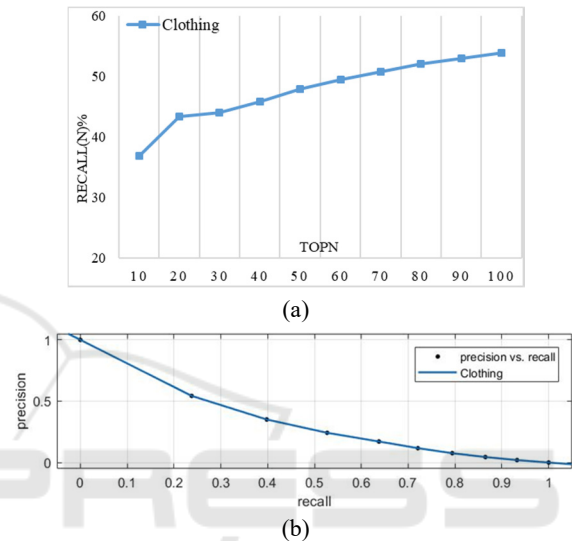 60
Clothing
50
40
30
20
RECALL(N)%
TOPN
10 20 30 40 50 60 70 80 90 100
(a)
1
0.5
0
precision
precision vs. recall
Clothing
0 0.1 0.2 0.3 0.4 0.5 0.6 0.7 0.8 0.9 1
recall
(b)
PRESS